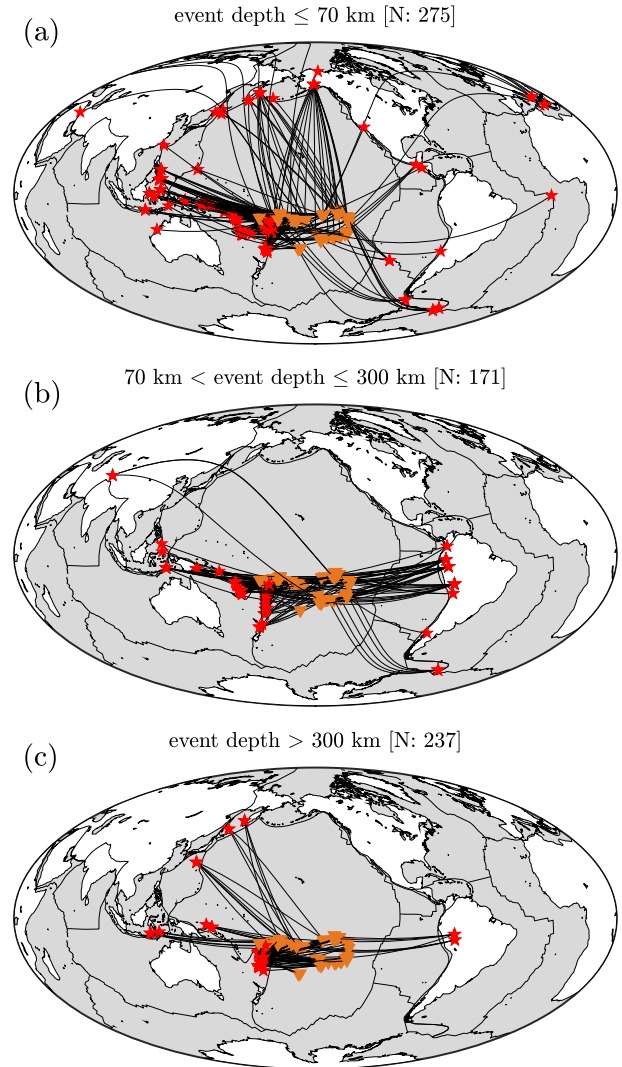 (a)
event depth ≤ 70 km [N: 275]
(b)
70 km < event depth ≤ 300 km [N: 171]
(c)
event depth > 300 km [N: 237]